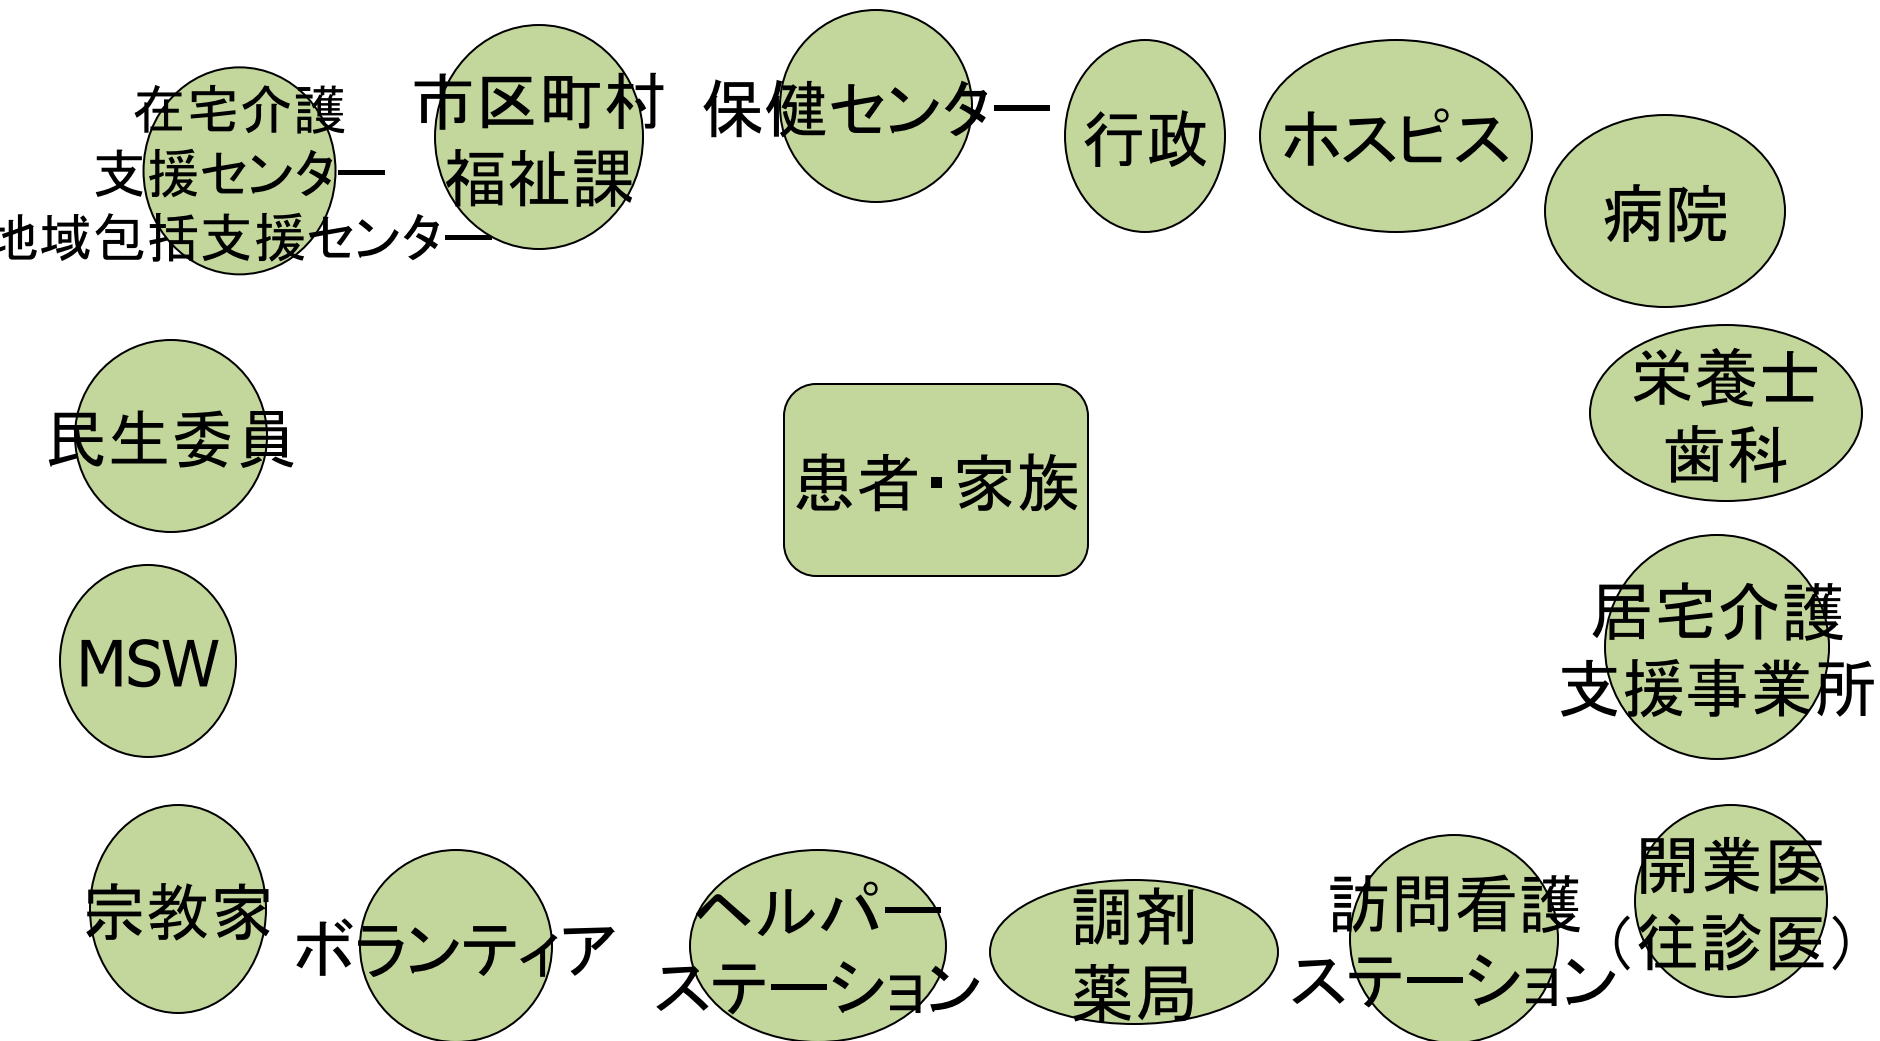 在宅介護
支援センター
地域包括支援センター
市区町村
福祉課
保健センター
行政
ホスピス
病院
栄養士
歯科
民生委員
患者・家族
居宅介護
支援事業所
MSW
宗教家
ボランティア
ヘルパー
ステーション
調剤
薬局
訪問看護
ステーション
開業医
（往診医）